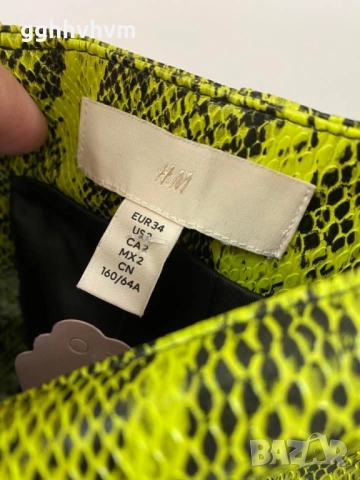 gghhvhvm
H&M
EUR 34
US 2
CA 2
MX 2
CN
160/64A
BAZAR